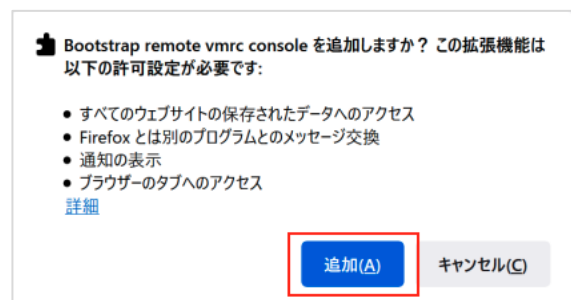 Bootstrap remote vmrc console を追加しますか？ この拡張機能は
以下の許可設定が必要です:
• すべてのウェブサイトの保存されたデータへのアクセス
• Firefox とは別のプログラムとのメッセージ交換
• 通知の表示
• ブラウザーのタブへのアクセス
詳細
追加(A) キャンセル(C)